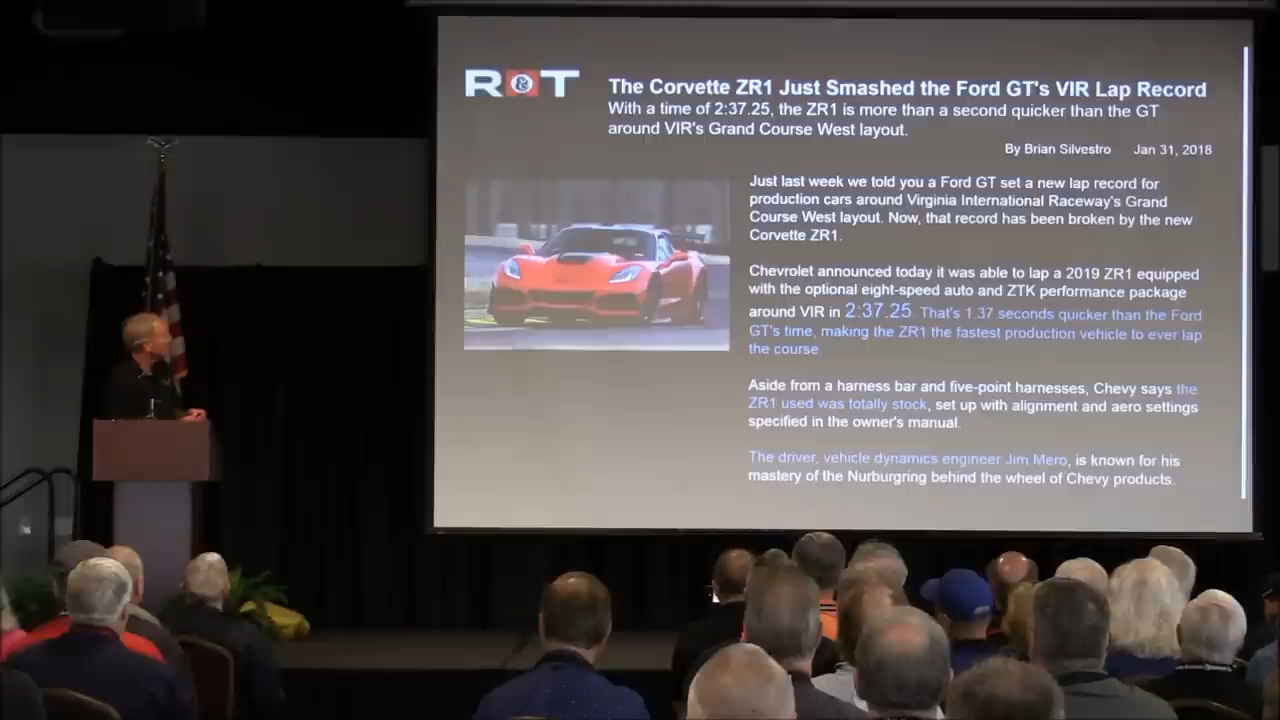 R&T
The Corvette ZR1 Just Smashed the Ford GT's VIR Lap Record
With a time of 2:37.25, the ZR1 is more than a second quicker than the GT
around VIR's Grand Course West layout.
By Brian Silvestro Jan 31, 2018
Just last week we told you a Ford GT set a new lap record for
production cars around Virginia International Raceway's Grand
Course West layout. Now, that record has been broken by the new
Corvette ZR1.
Chevrolet announced today it was able to lap a 2019 ZR1 equipped
with the optional eight-speed auto and ZTK performance package
around VIR in 2:37.25. That's 1.37 seconds quicker than the Ford
GT's time, making the ZR1 the fastest production vehicle to ever lap
the course.
Aside from a harness bar and five-point harnesses, Chevy says the
ZR1 used was totally stock, set up with alignment and aero settings
specified in the owner's manual.
The driver, vehicle dynamics engineer Jim Mero, is known for his
mastery of the Nurburgring behind the wheel of Chevy products.